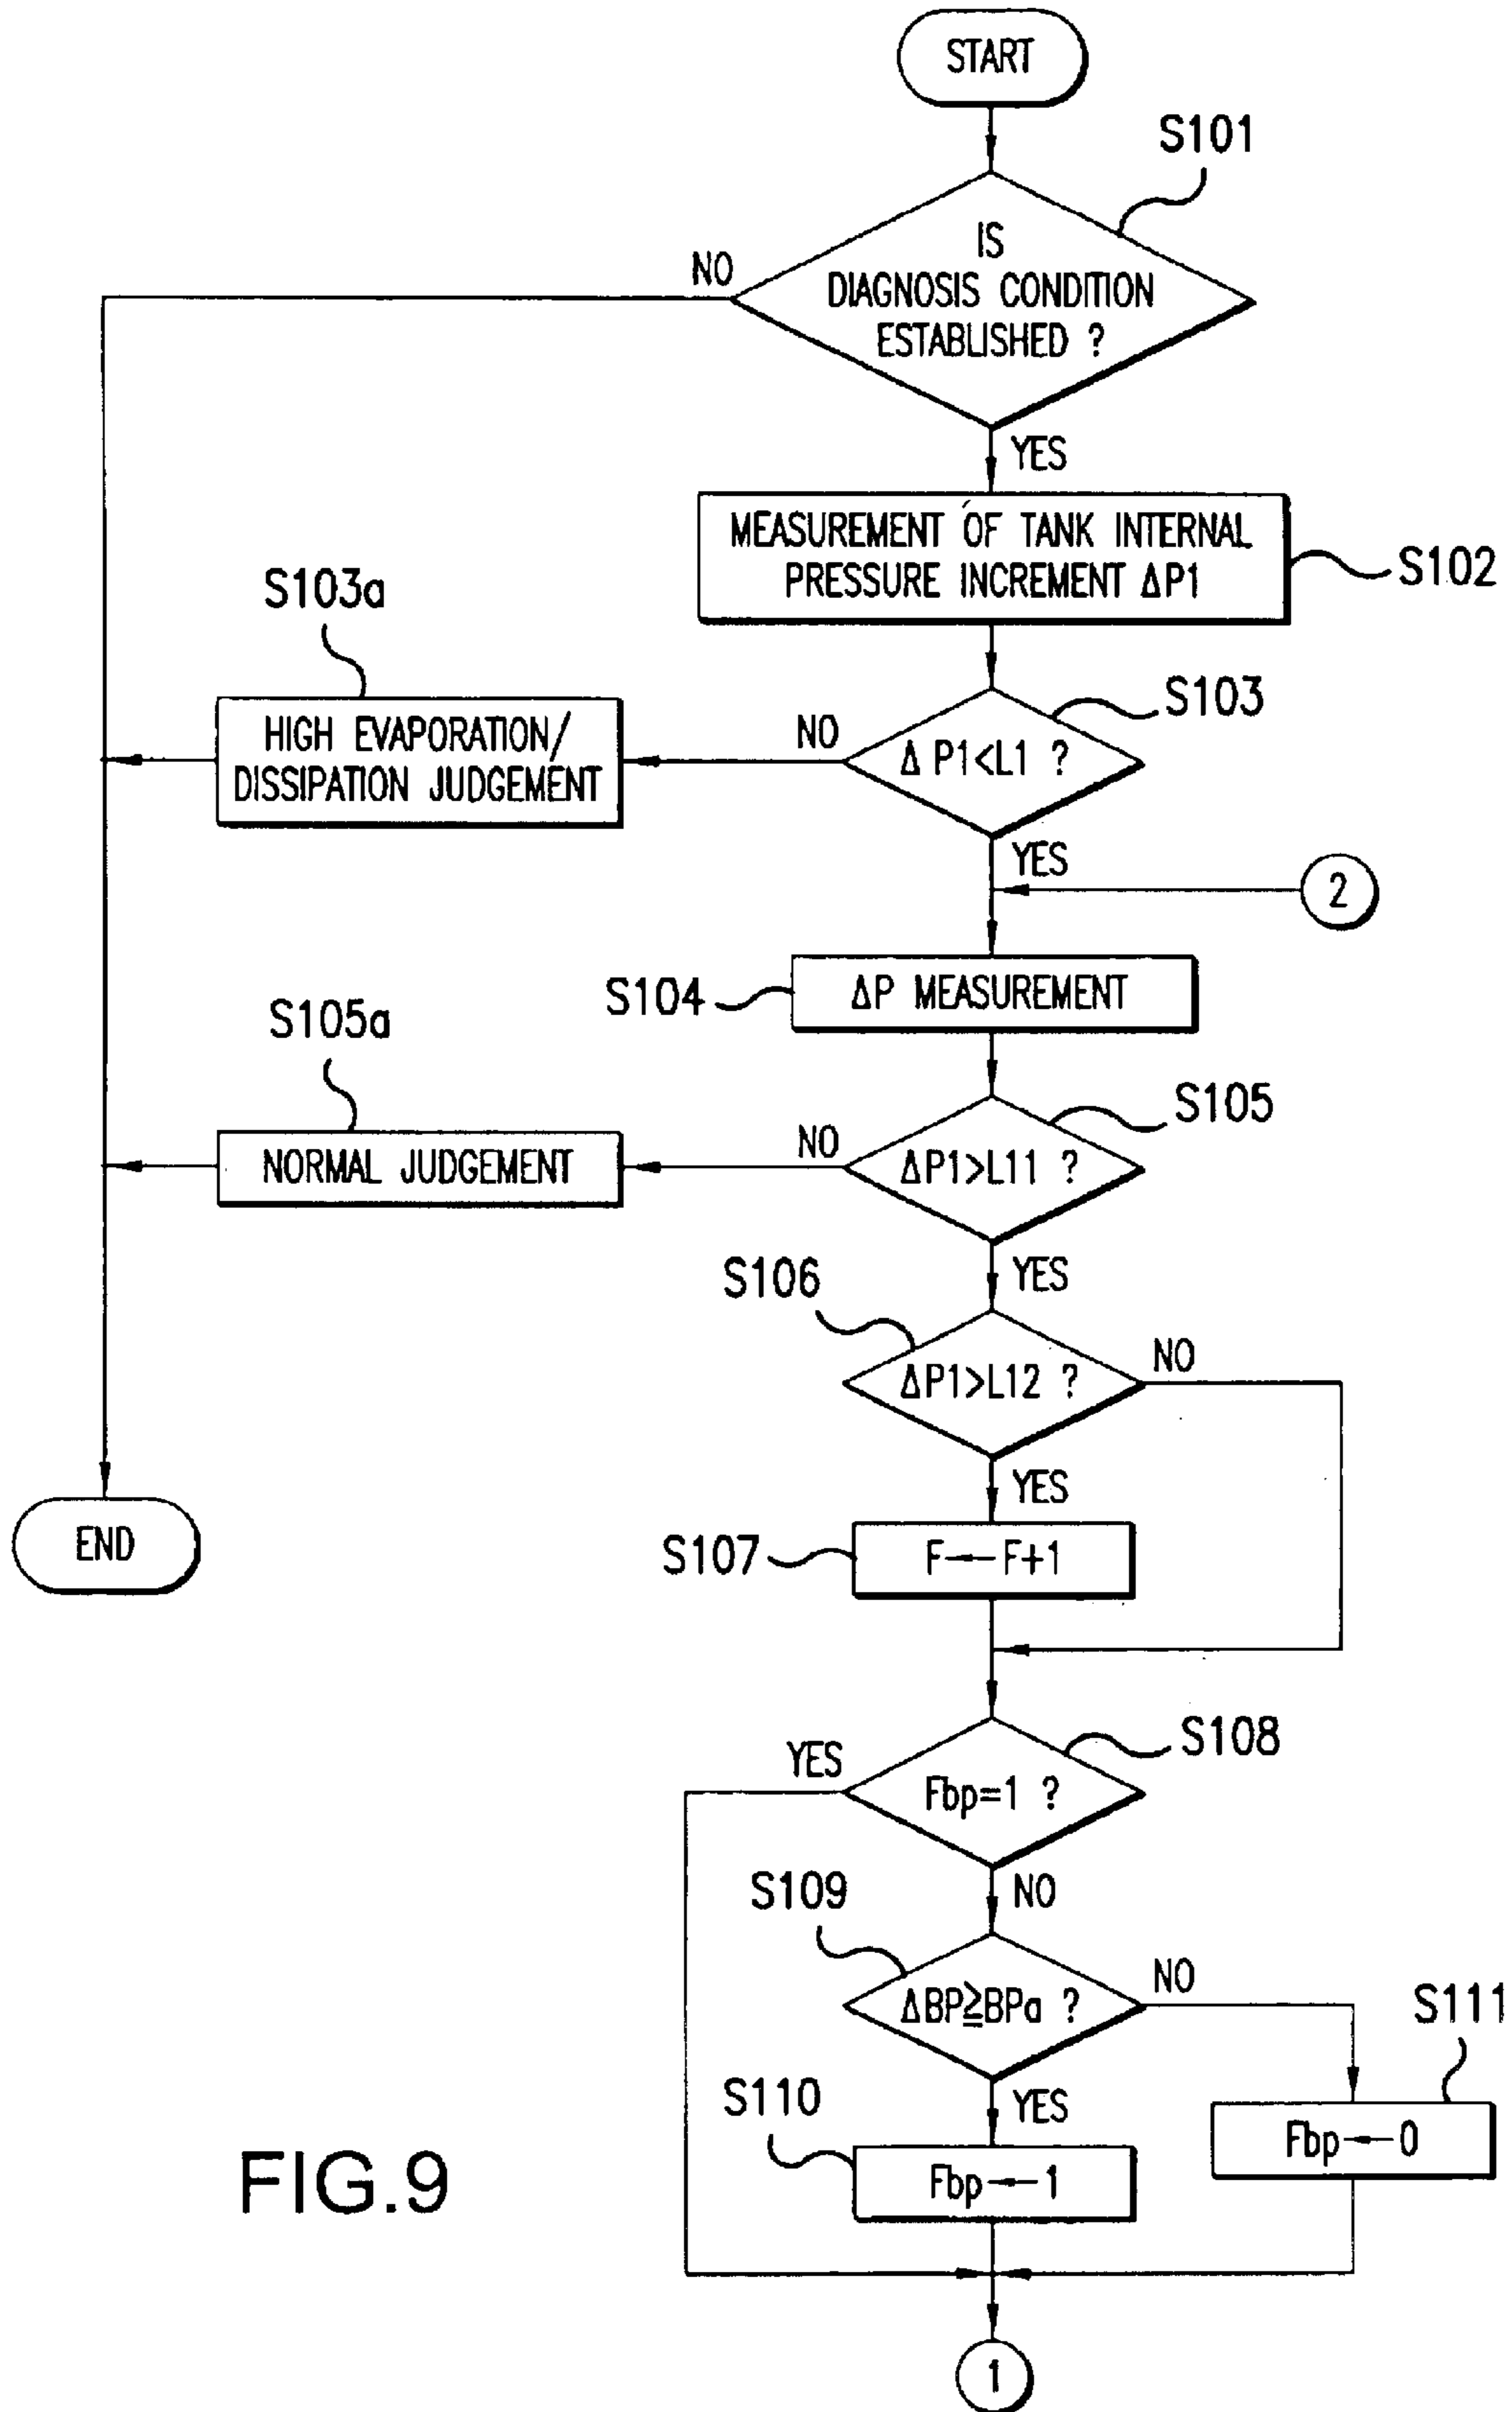 START
S101
IS
DIAGNOSIS CONDITION
ESTABLISHED ?
NO
YES
MEASUREMENT OF TANK INTERNAL
PRESSURE INCREMENT ΔP1
S102
S103a
HIGH EVAPORATION/
DISSIPATION JUDGEMENT
NO
S103
Δ P1<L1 ?
YES
2
S104
ΔP MEASUREMENT
S105a
NORMAL JUDGEMENT
NO
S105
ΔP1>L11 ?
YES
S106
ΔP1>L12 ?
NO
YES
END
S107
F←F+1
S108
YES
Fbp=1 ?
NO
S109
ΔBP≧BPa ?
NO
S111
S110
YES
Fbp←1
Fbp←0
FIG.9
1